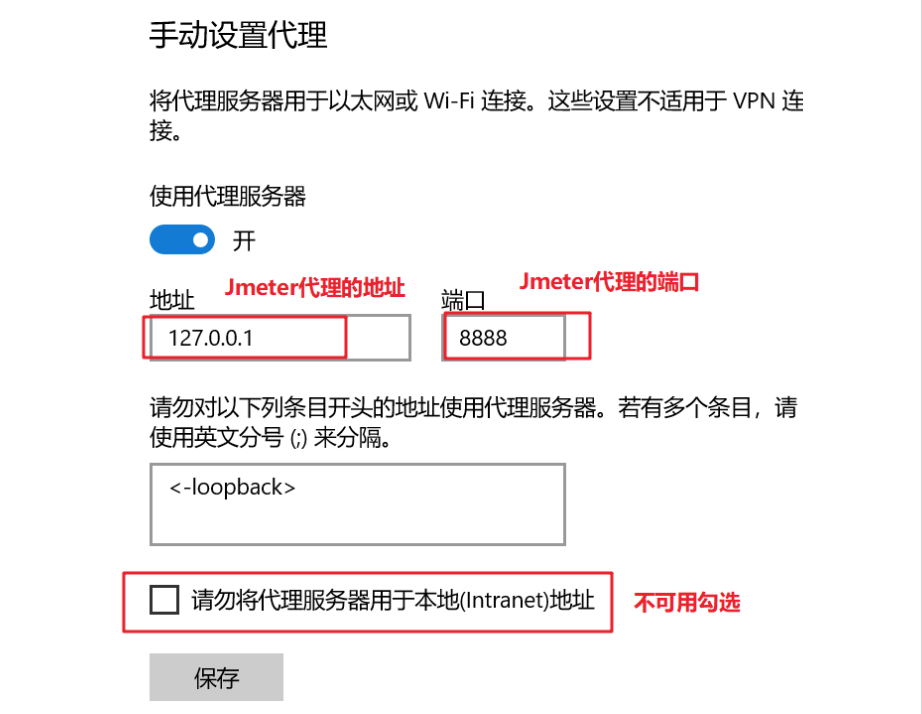 手动设置代理
将代理服务器用于以太网或 Wi-Fi 连接。这些设置不适用于 VPN 连
接。
使用代理服务器
开
地址 Jmeter代理的地址 端口 Jmeter代理的端口
127.0.0.1 8888
请勿对以下列条目开头的地址使用代理服务器。若有多个条目，请
使用英文分号 (;) 来分隔。
<-loopback>
请勿将代理服务器用于本地(Intranet)地址 不可用勾选
保存